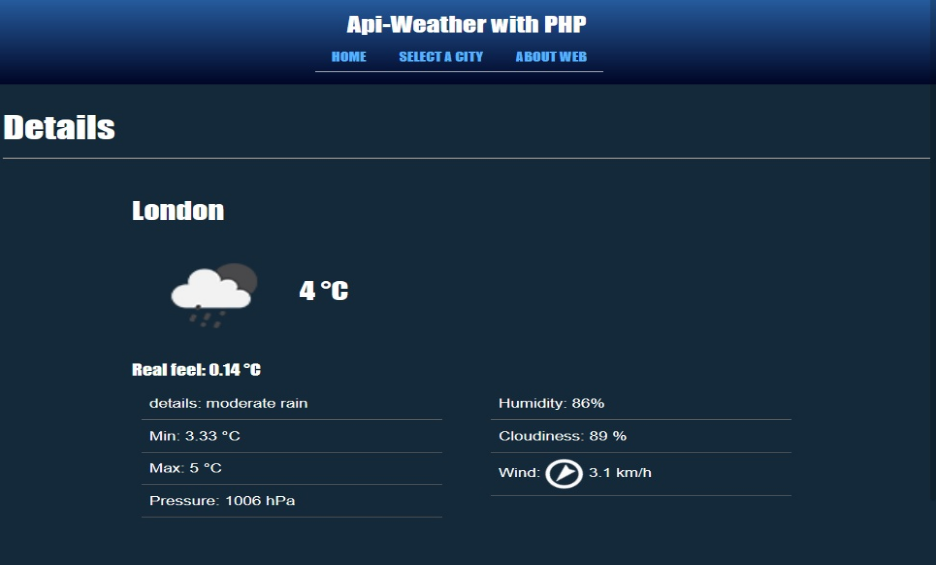 Api-Weather with PHP
HOME SELECT A CITY ABOUT WEB
Details
London
4 °C
Real feel: 0.14 °C
details: moderate rain
Min: 3.33 °C
Max: 5 °C
Pressure: 1006 hPa
Humidity: 86%
Cloudiness: 89 %
Wind: 3.1 km/h